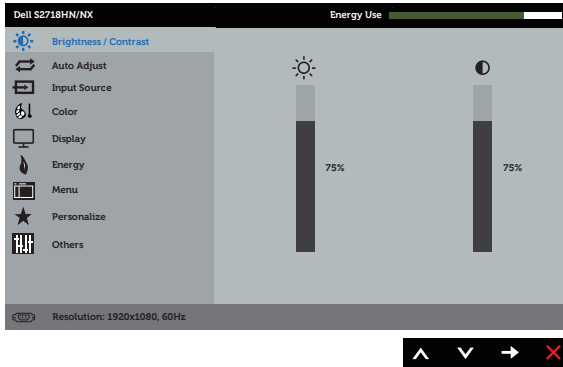 Dell S2718HN/NX
Energy Use
Brightness / Contrast
Auto Adjust
Input Source
Color
Display
Energy
Menu
Personalize
Others
75%
75%
Resolution: 1920x1080, 60Hz